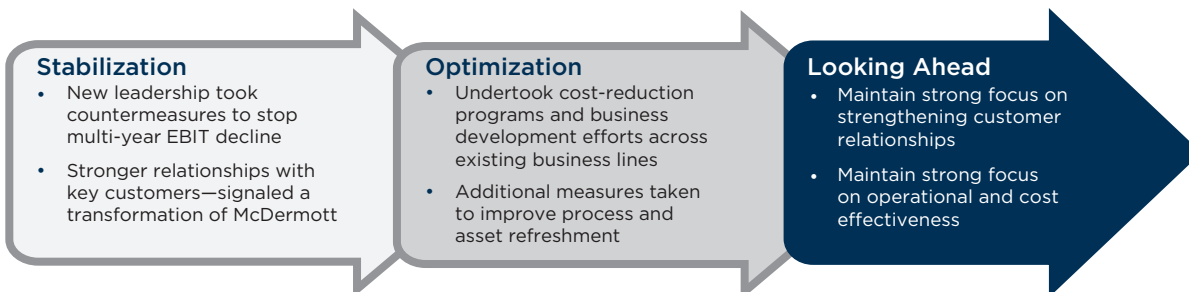 Stabilization
• New leadership took
countermeasures to stop
multi-year EBIT decline
• Stronger relationships with
key customers—signaled a
transformation of McDermott
Optimization
• Undertook cost-reduction
programs and business
development efforts across
existing business lines
• Additional measures taken
to improve process and
asset refreshment
Looking Ahead
• Maintain strong focus on
strengthening customer
relationships
• Maintain strong focus
on operational and cost
effectiveness